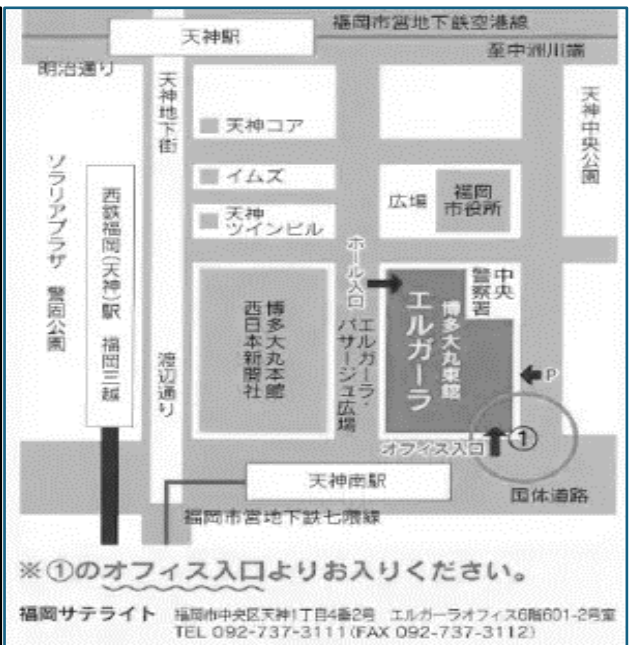 福岡市営地下鉄空港線
天神駅
至中洲川端
明治通り
天神地下街
天神コア
天神中央公園
イムズ
ソラリアプラザ 警固公園
西鉄福岡(天神)駅 福岡三越
広場
福岡
市役所
天神
ツインビル
ホール入口
中央
警察署
博多大丸本館
西日本新聞社
エルガーラ・
パサージュ広場
博多大丸東館
エルガーラ
渡辺通り
P
オフィス入口
①
天神南駅
国体道路
福岡市営地下鉄七隈線
※①のオフィス入口よりお入りください。
福岡サテライト 福岡市中央区天神1丁目4番2号 エルガーラオフィス6階601-2号室
TEL 092-737-3111(FAX 092-737-3112)